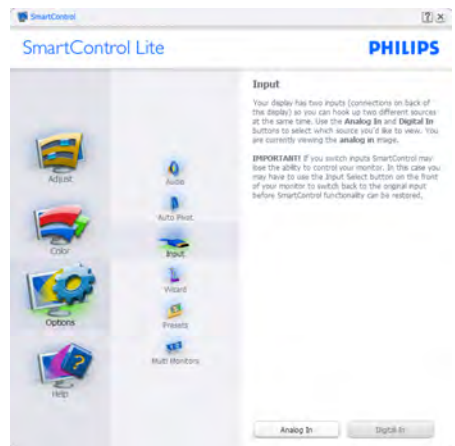 SmartControl
SmartControl Lite
PHILIPS
Adjust
Color
Options
Help
Audio
Auto Pivot
Input
Wizard
Presets
Multi Monitors
Input
Your display has two inputs (connections on back of
the display) so you can hook up two different sources
at the same time. Use the Analog In and Digital In
buttons to select which source you'd like to view. You
are currently viewing the analog in image.
IMPORTANT! If you switch inputs SmartControl may
lose the ability to control your monitor. In this case you
may have to use the Input Select button on the front
of your monitor to switch back to the original input
before SmartControl functionality can be restored.
Analog In
Digital In